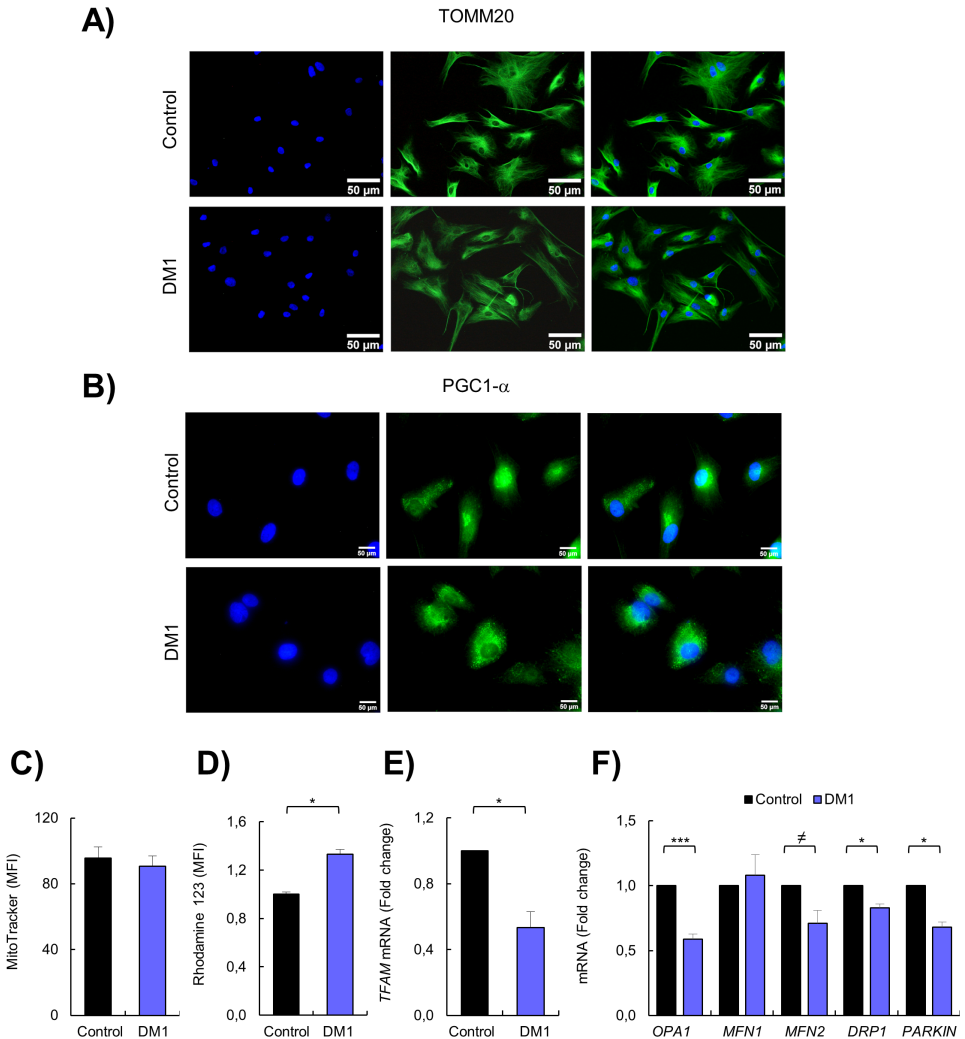 A)
TOMM20
Control
50 µm
50 µm
50 µm
DM1
50 µm
50 µm
50 µm
B)
PGC1-α
Control
50 µm
50 µm
50 µm
DM1
50 µm
50 µm
50 µm
C)
MitoTracker (MFI)
120
80
40
0
Control DM1
D)
Rhodamine 123 (MFI)
1,6
1,2
0,8
0,4
0,0
*
Control DM1
E)
TFAM mRNA (Fold change)
1,2
0,8
0,4
0,0
*
Control DM1
F)
Control DM1
mRNA (Fold change)
1,5
1,0
0,5
0,0
*** ≠ * *
OPA1 MFN1 MFN2 DRP1 PARKIN